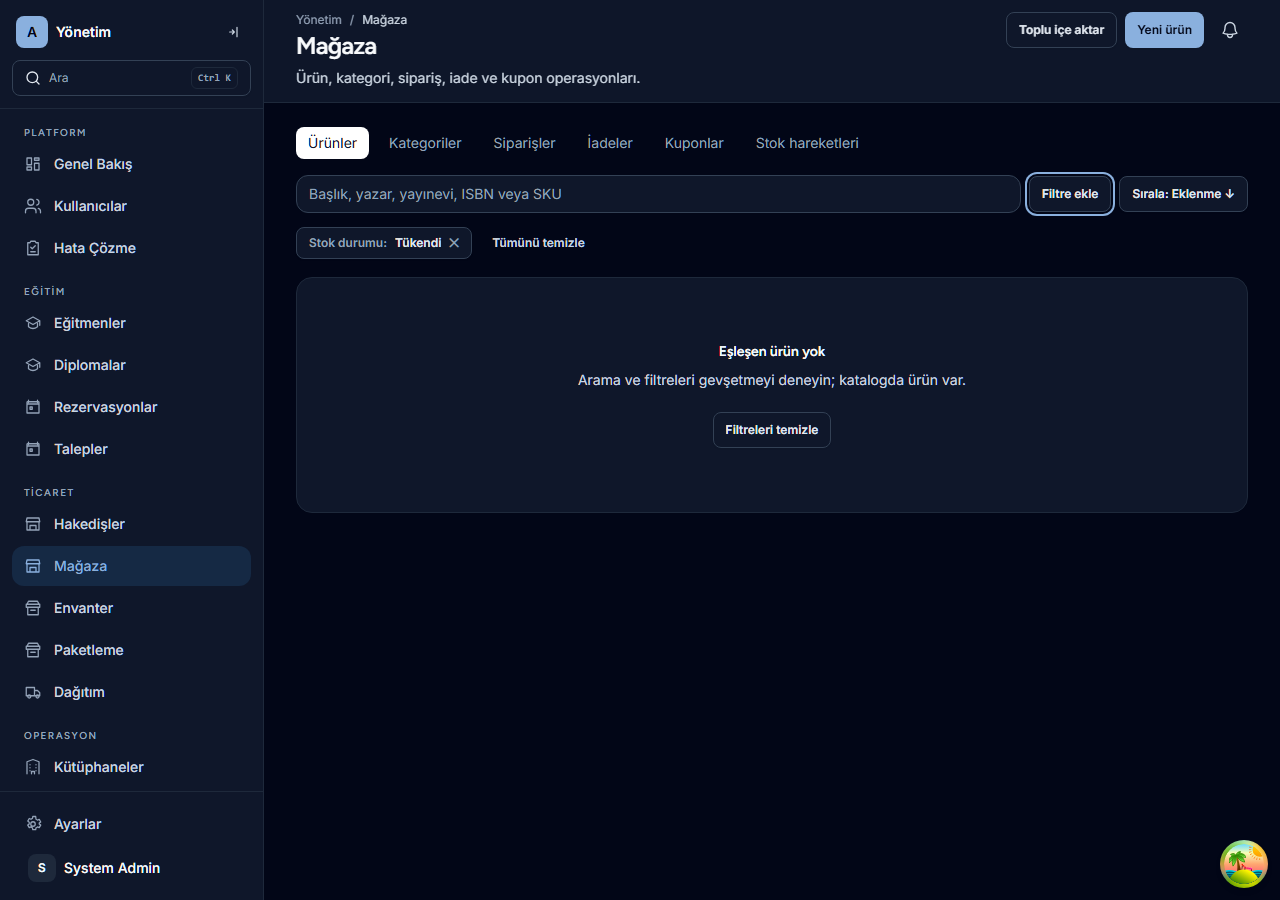 A Yönetim
Ara Ctrl K
PLATFORM
Genel Bakış
Kullanıcılar
Hata Çözme
EĞİTİM
Eğitmenler
Diplomalar
Rezervasyonlar
Talepler
TİCARET
Hakedişler
Mağaza
Envanter
Paketleme
Dağıtım
OPERASYON
Kütüphaneler
Ayarlar
S System Admin
Yönetim / Mağaza
Mağaza
Ürün, kategori, sipariş, iade ve kupon operasyonları.
Toplu içe aktar Yeni ürün
Ürünler Kategoriler Siparişler İadeler Kuponlar Stok hareketleri
Başlık, yazar, yayınevi, ISBN veya SKU Filtre ekle Sırala: Eklenme ↓
Stok durumu: Tükendi Tümünü temizle
Eşleşen ürün yok
Arama ve filtreleri gevşetmeyi deneyin; katalogda ürün var.
Filtreleri temizle